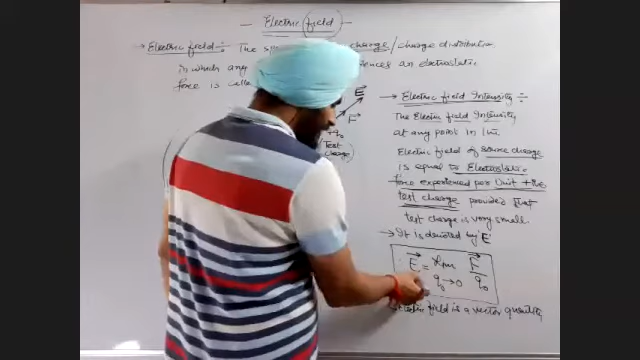 Electric field
→ Electric field ÷ The charge / charge distribution
in which any an electrostatic
force is
E
F
q₀
(Test charge)
→ Electric field Intensity ÷
The Electric field Intensity
at any point in the
Electric field of source charge
is equal to Electrostatic
force experienced per unit +ve
test charge provided that
test charge is very small.
→ It is denoted by E
E = lim F
q₀→0 q₀
field is a vector quantity